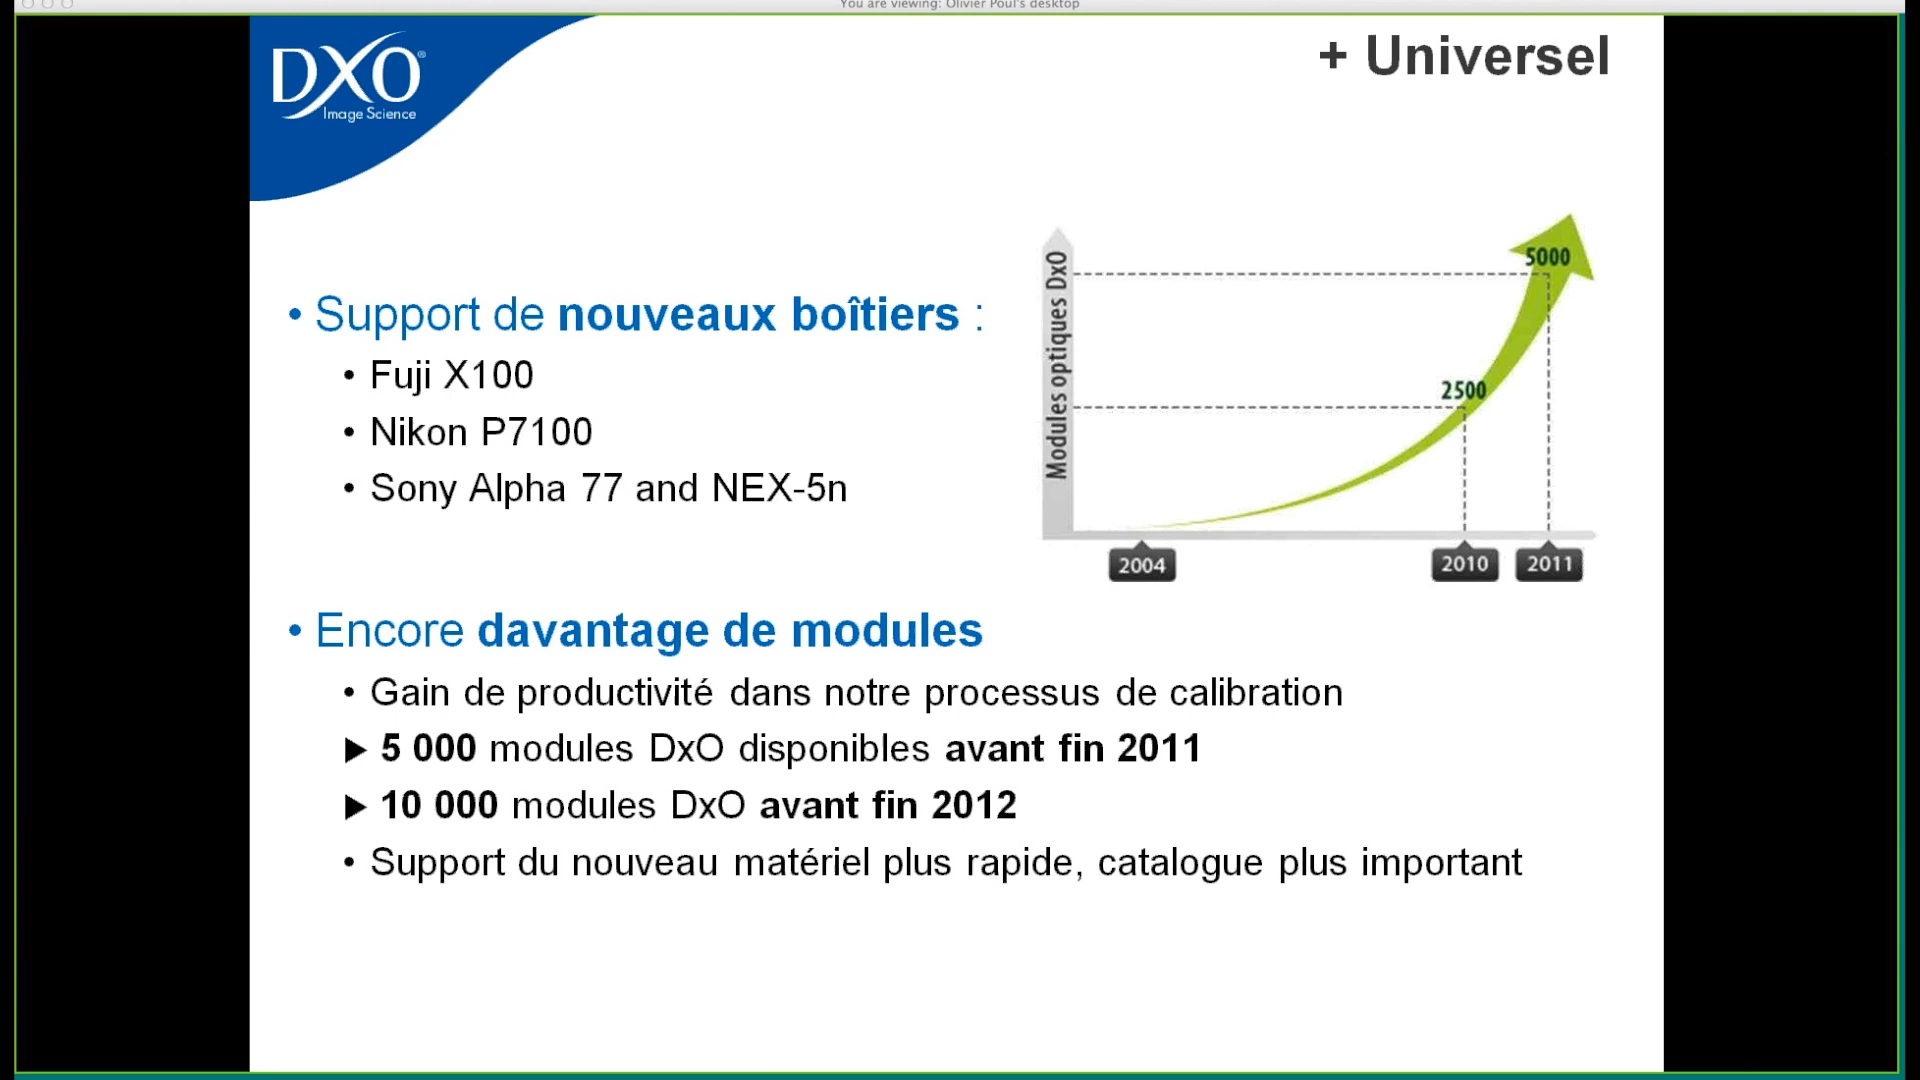 You are viewing: Olivier Poul's desktop
DXO®
Image Science
+ Universel
• Support de nouveaux boîtiers :
• Fuji X100
• Nikon P7100
• Sony Alpha 77 and NEX-5n
Modules optiques DxO
5000
2500
2004
2010
2011
• Encore davantage de modules
• Gain de productivité dans notre processus de calibration
► 5 000 modules DxO disponibles avant fin 2011
► 10 000 modules DxO avant fin 2012
• Support du nouveau matériel plus rapide, catalogue plus important